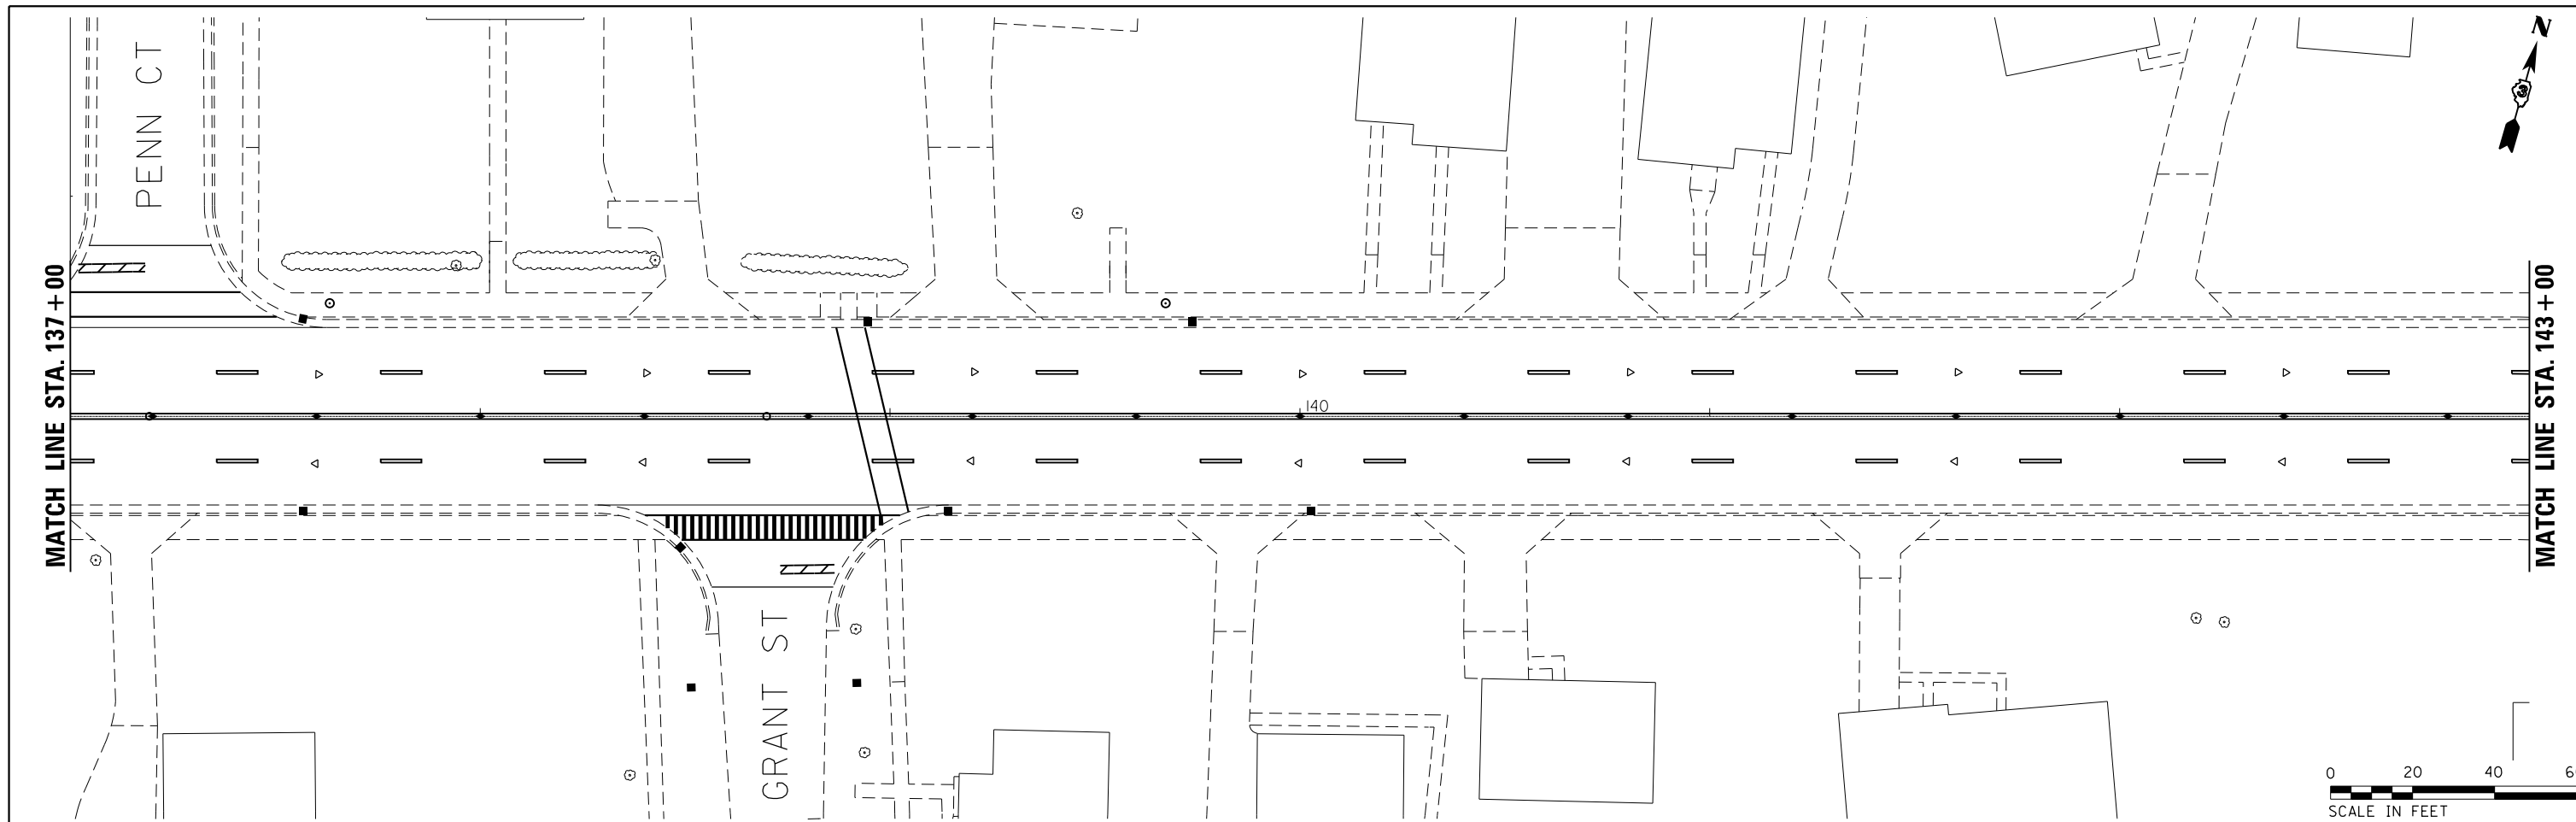 PENN CT
N
3
MATCH LINE STA. 137+00
MATCH LINE STA. 143+00
140
GRANT ST
0 20 40
SCALE IN FEET